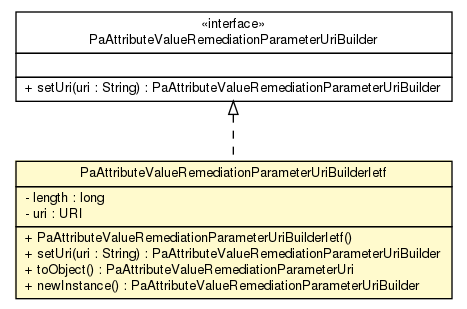 «interface»
PaAttributeValueRemediationParameterUriBuilder
+ setUri(uri : String) : PaAttributeValueRemediationParameterUriBuilder
PaAttributeValueRemediationParameterUriBuilderIetf
- length : long
- uri : URI
+ PaAttributeValueRemediationParameterUriBuilderIetf()
+ setUri(uri : String) : PaAttributeValueRemediationParameterUriBuilder
+ toObject() : PaAttributeValueRemediationParameterUri
+ newInstance() : PaAttributeValueRemediationParameterUriBuilder